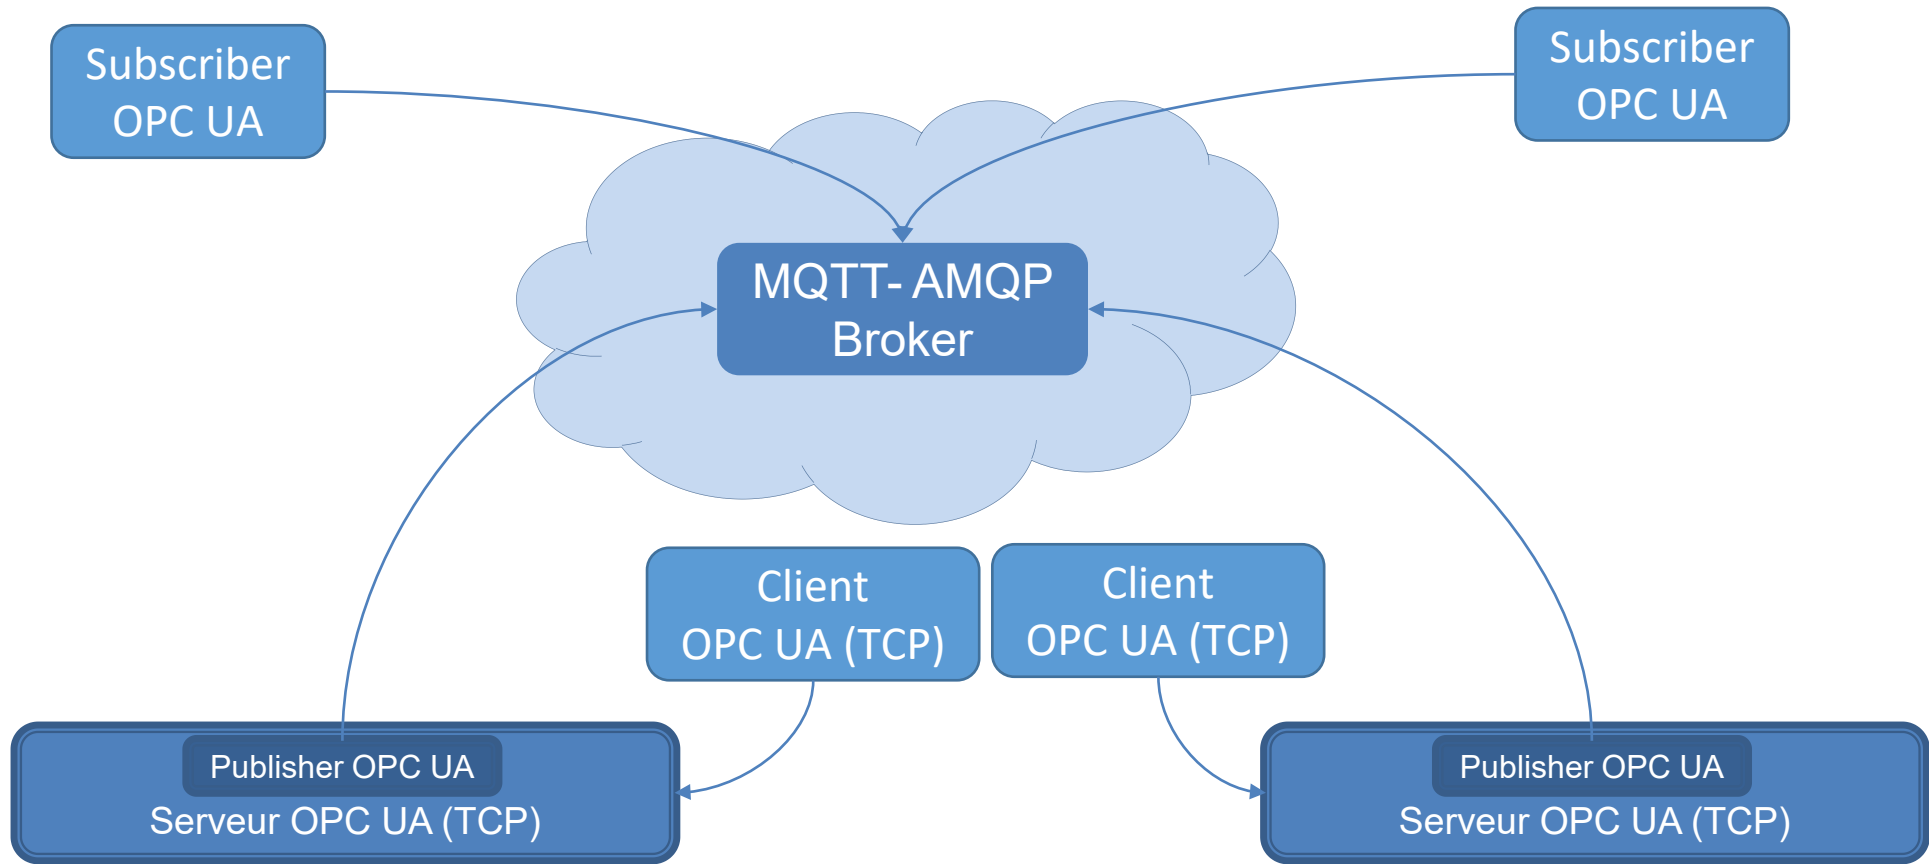 Subscriber
OPC UA
Subscriber
OPC UA
MQTT- AMQP
Broker
Client
OPC UA (TCP)
Client
OPC UA (TCP)
Publisher OPC UA
Serveur OPC UA (TCP)
Publisher OPC UA
Serveur OPC UA (TCP)